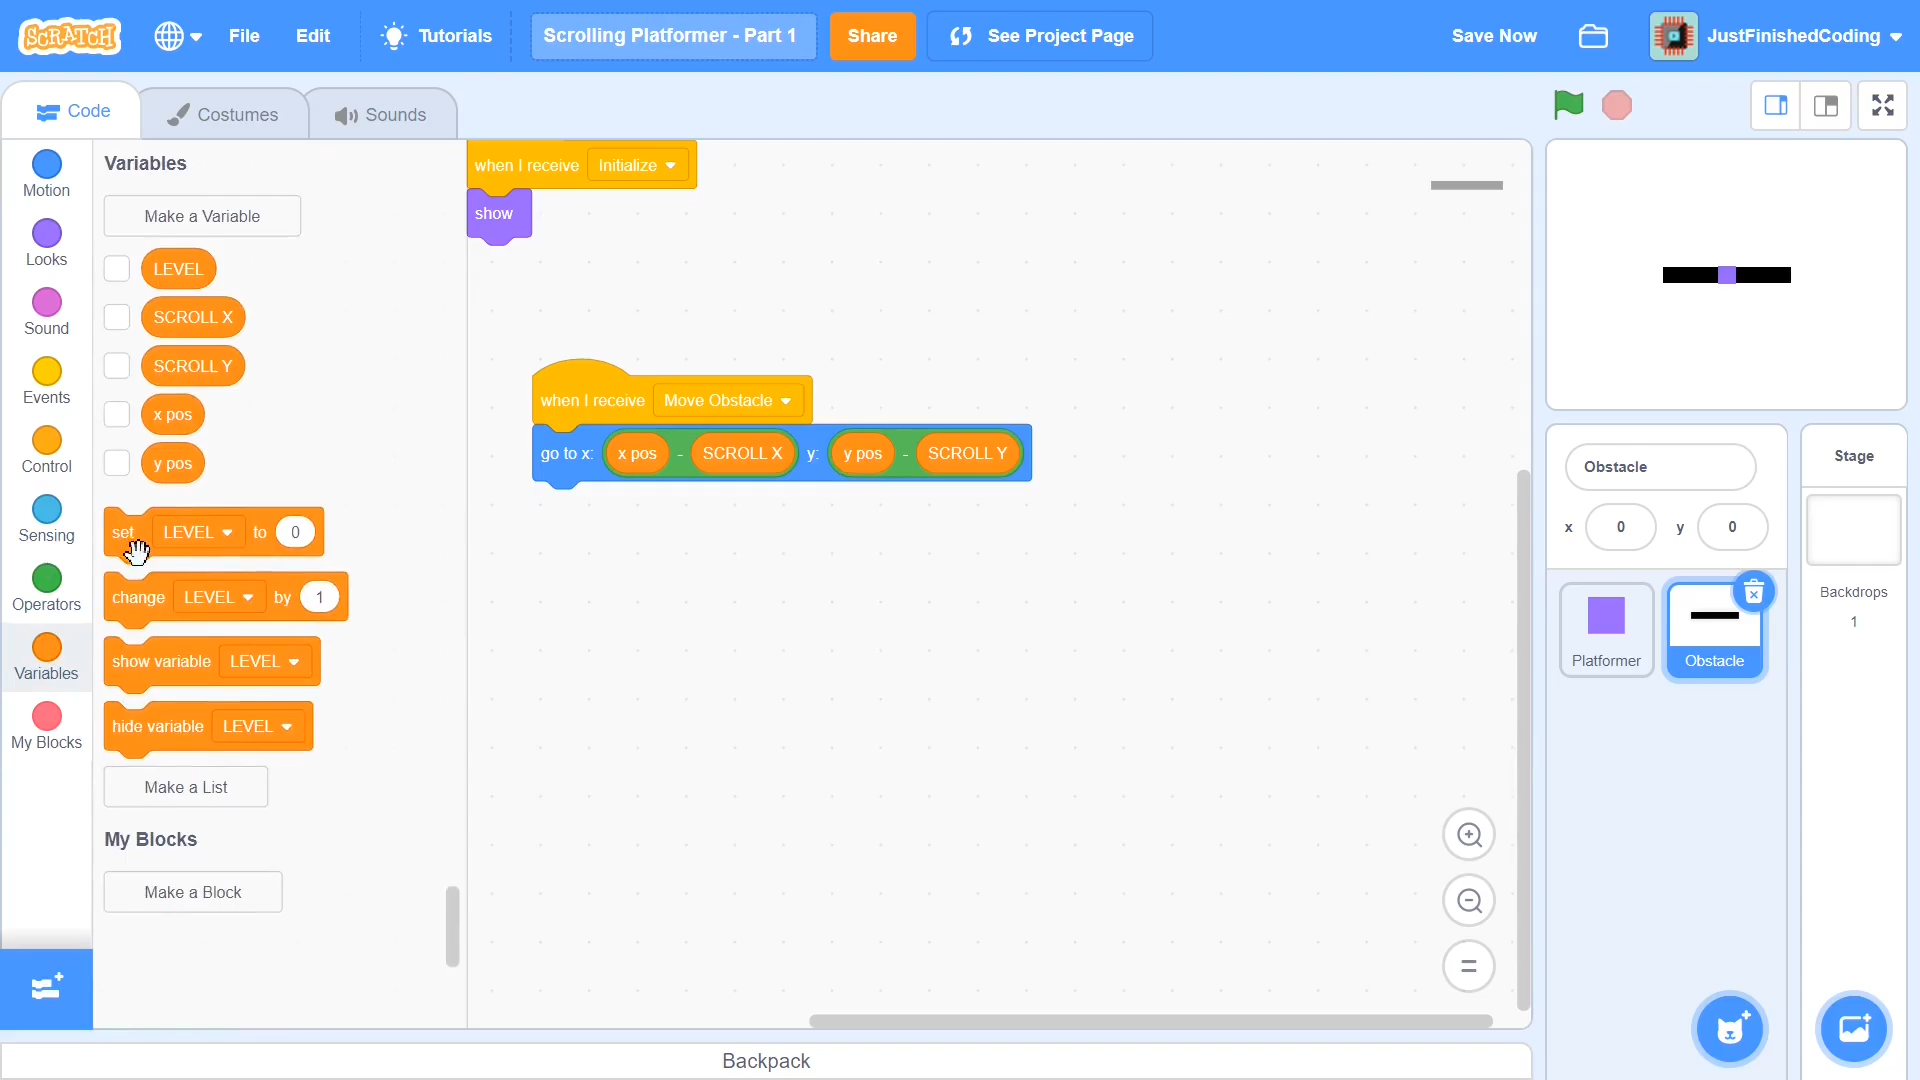 SCRATCH File Edit Tutorials Scrolling Platformer - Part 1 Share See Project Page Save Now JustFinishedCoding
Code Costumes Sounds
Motion
Looks
Sound
Events
Control
Sensing
Operators
Variables
My Blocks
Variables
Make a Variable
LEVEL
SCROLL X
SCROLL Y
x pos
y pos
set LEVEL to 0
change LEVEL by 1
show variable LEVEL
hide variable LEVEL
Make a List
My Blocks
Make a Block
when I receive Initialize
show
when I receive Move Obstacle
go to x: x pos - SCROLL X y: y pos - SCROLL Y
=
Obstacle
x 0 y 0
Platformer
Obstacle
Stage
Backdrops
1
Backpack